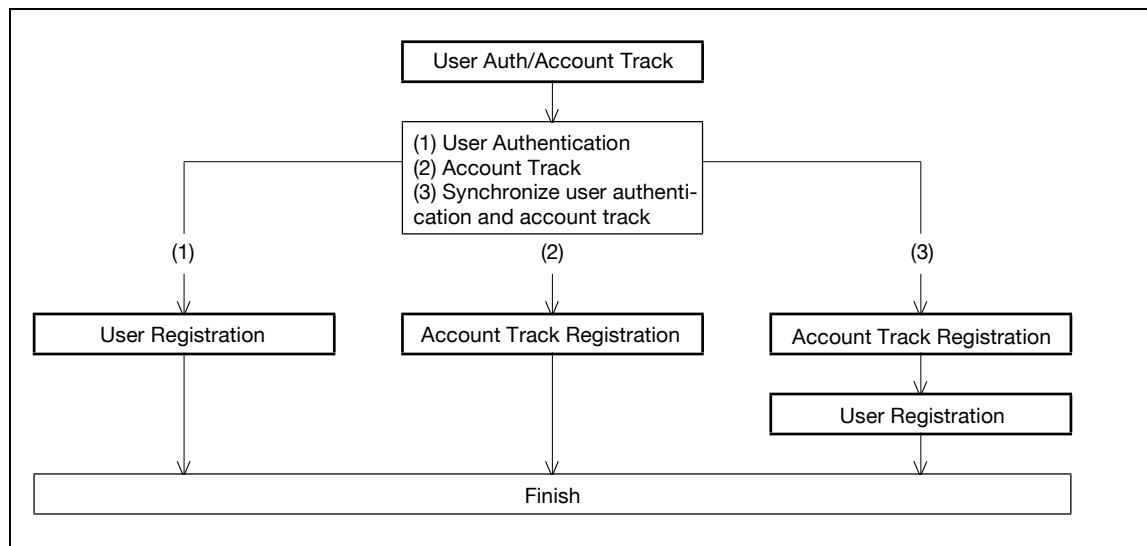 User Auth/Account Track
(1) User Authentication
(2) Account Track
(3) Synchronize user authenti-
cation and account track
(1)
(2)
(3)
User Registration
Account Track Registration
Account Track Registration
User Registration
Finish